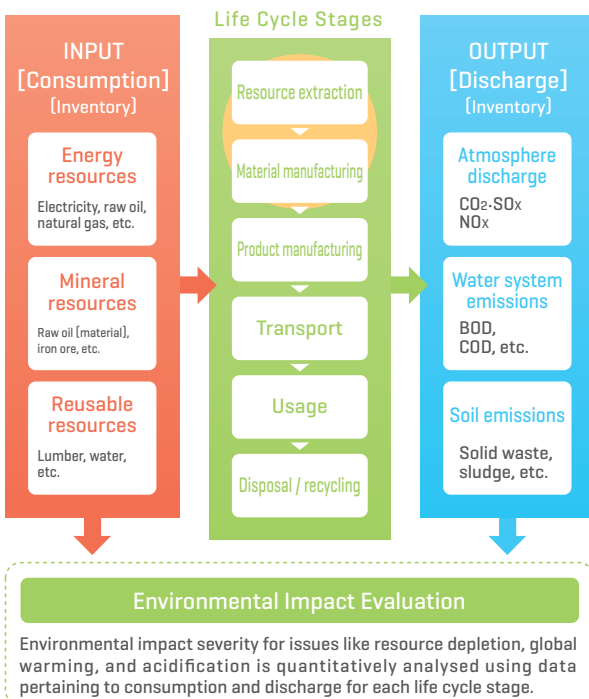 Life Cycle Stages
INPUT
[Consumption]
(Inventory)
Energy
resources
Electricity, raw oil,
natural gas, etc.
Mineral
resources
Raw oil (material),
iron ore, etc.
Reusable
resources
Lumber, water,
etc.
Resource extraction
Material manufacturing
Product manufacturing
Transport
Usage
Disposal / recycling
OUTPUT
[Discharge]
(Inventory)
Atmosphere
discharge
CO₂·SOx
NOx
Water system
emissions
BOD,
COD, etc.
Soil emissions
Solid waste,
sludge, etc.
Environmental Impact Evaluation
Environmental impact severity for issues like resource depletion, global
warming, and acidification is quantitatively analysed using data
pertaining to consumption and discharge for each life cycle stage.